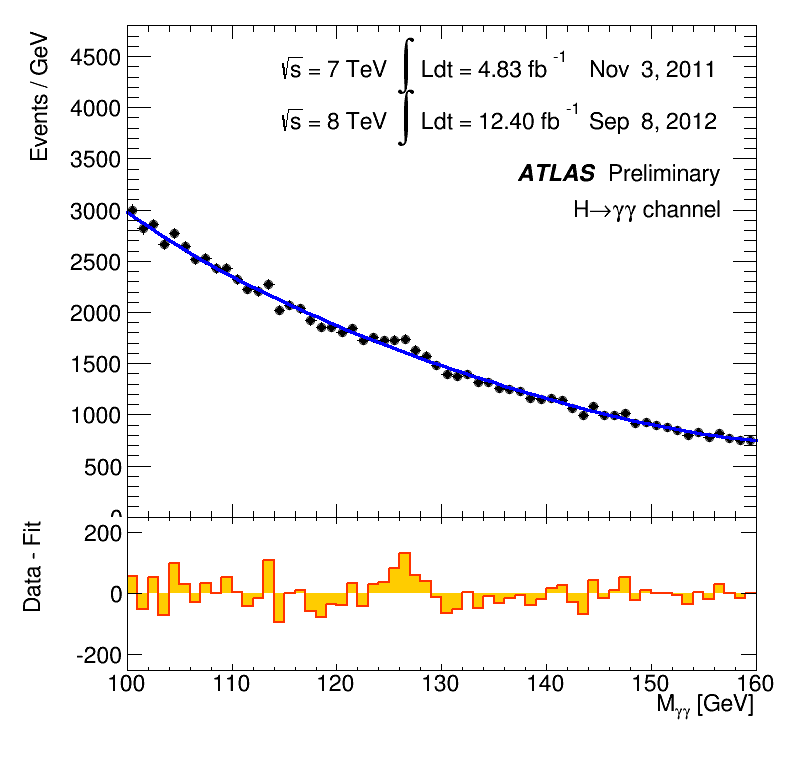 Events / GeV
4500
4000
3500
3000
2500
2000
1500
1000
500
0
√s = 7 TeV ∫ Ldt = 4.83 fb⁻¹ Nov 3, 2011
√s = 8 TeV ∫ Ldt = 12.40 fb⁻¹ Sep 8, 2012
ATLAS Preliminary
H→γγ channel
Data - Fit
200
0
-200
100 110 120 130 140 150 160
Mγγ [GeV]